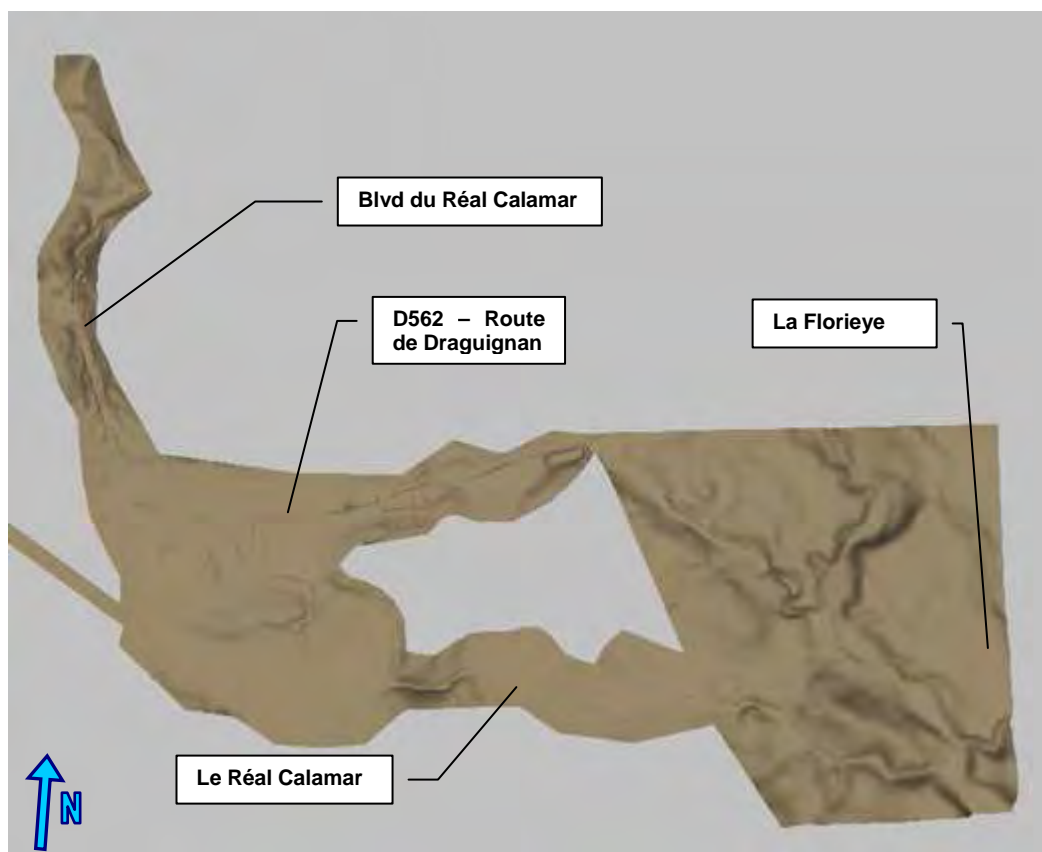 Blvd du Réal Calamar
D562 – Route
de Draguignan
La Florieye
Le Réal Calamar
N